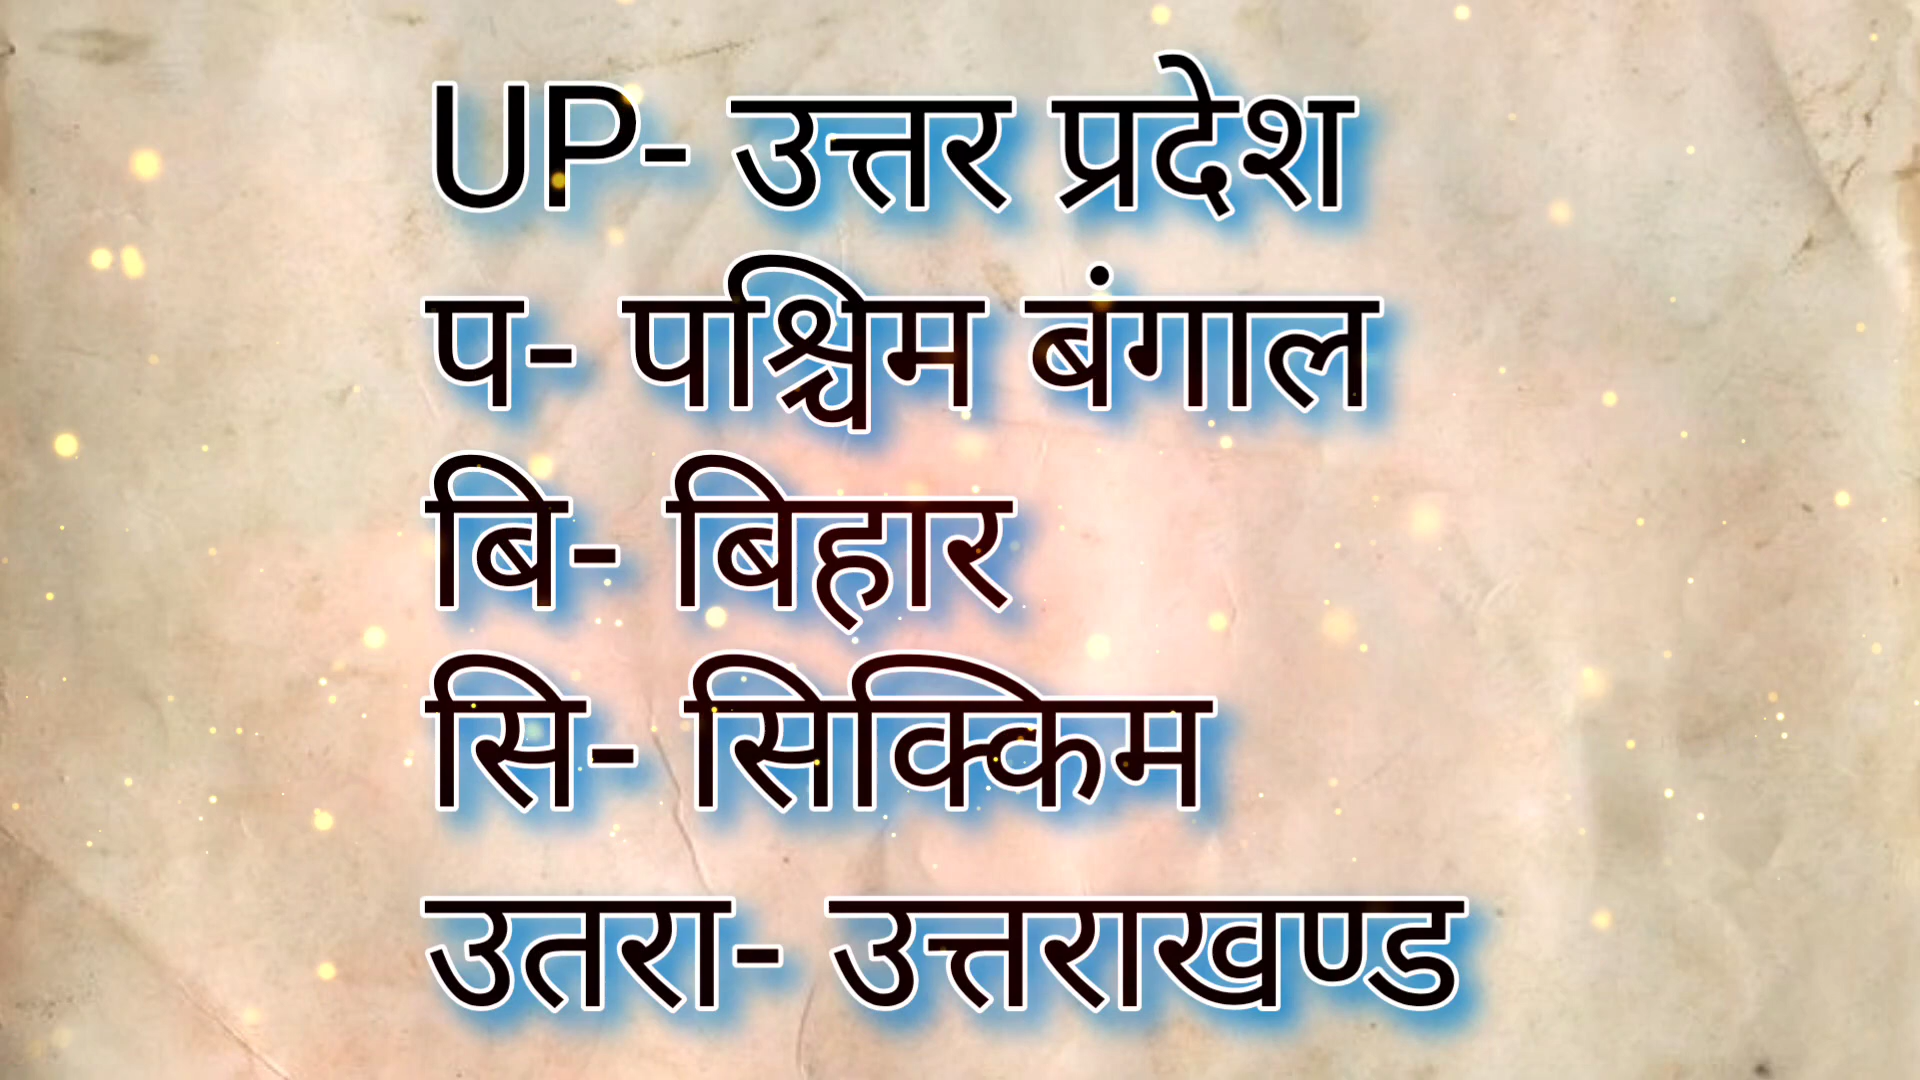 UP- उत्तर प्रदेश
प- पश्चिम बंगाल
बि- बिहार
सि- सिक्किम
उतरा- उत्तराखण्ड